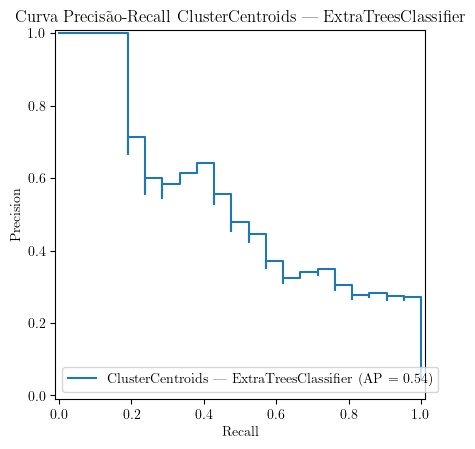 Curva Precisão-Recall ClusterCentroids — ExtraTreesClassifier
1.0
0.8
0.6
0.4
0.2
0.0
Precision
ClusterCentroids — ExtraTreesClassifier (AP = 0.54)
0.0 0.2 0.4 0.6 0.8 1.0
Recall